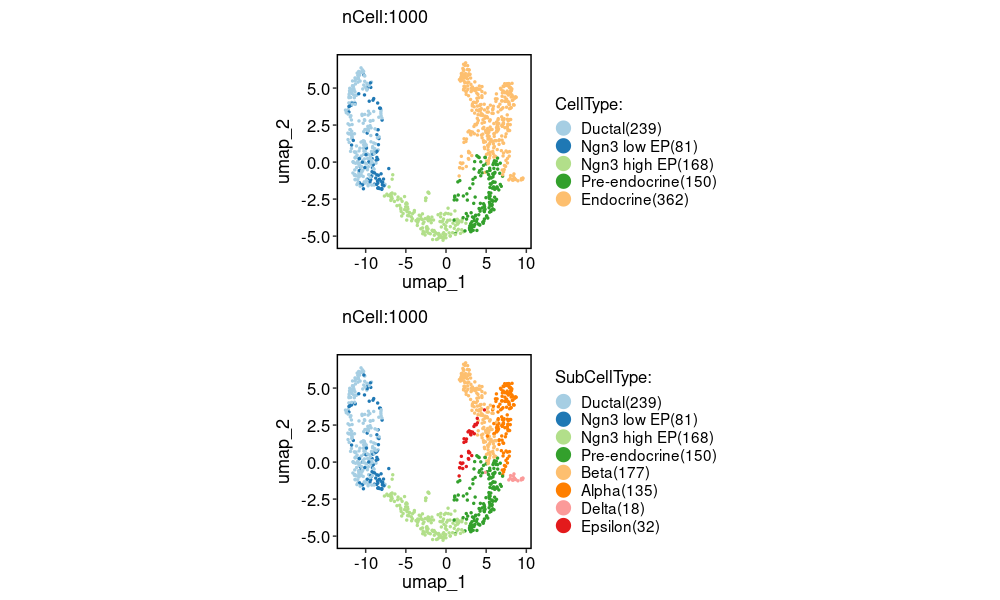 nCell:1000
umap_2
5.0
2.5
0.0
-2.5
-5.0
-10
-5
0
5
10
umap_1
CellType:
Ductal(239)
Ngn3 low EP(81)
Ngn3 high EP(168)
Pre-endocrine(150)
Endocrine(362)
nCell:1000
umap_2
5.0
2.5
0.0
-2.5
-5.0
-10
-5
0
5
10
umap_1
SubCellType:
Ductal(239)
Ngn3 low EP(81)
Ngn3 high EP(168)
Pre-endocrine(150)
Beta(177)
Alpha(135)
Delta(18)
Epsilon(32)